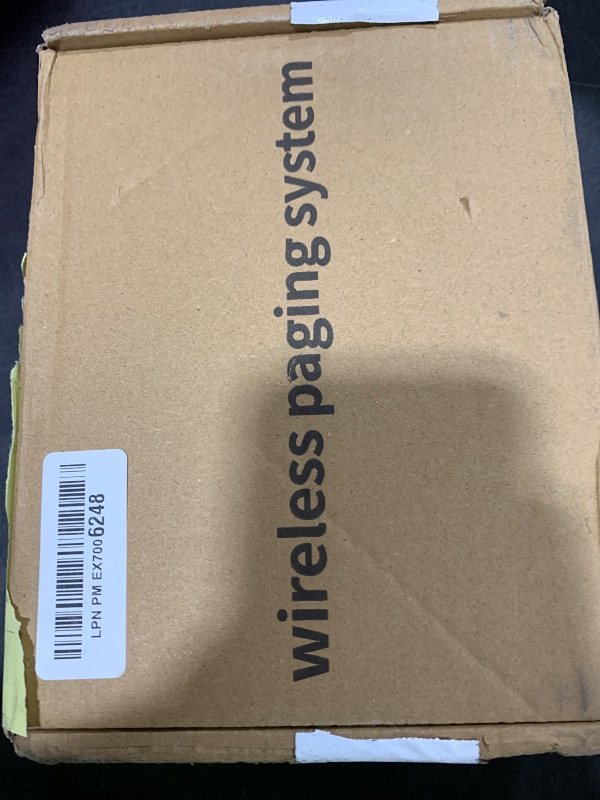 wireless paging system
LPN PM EX7006248